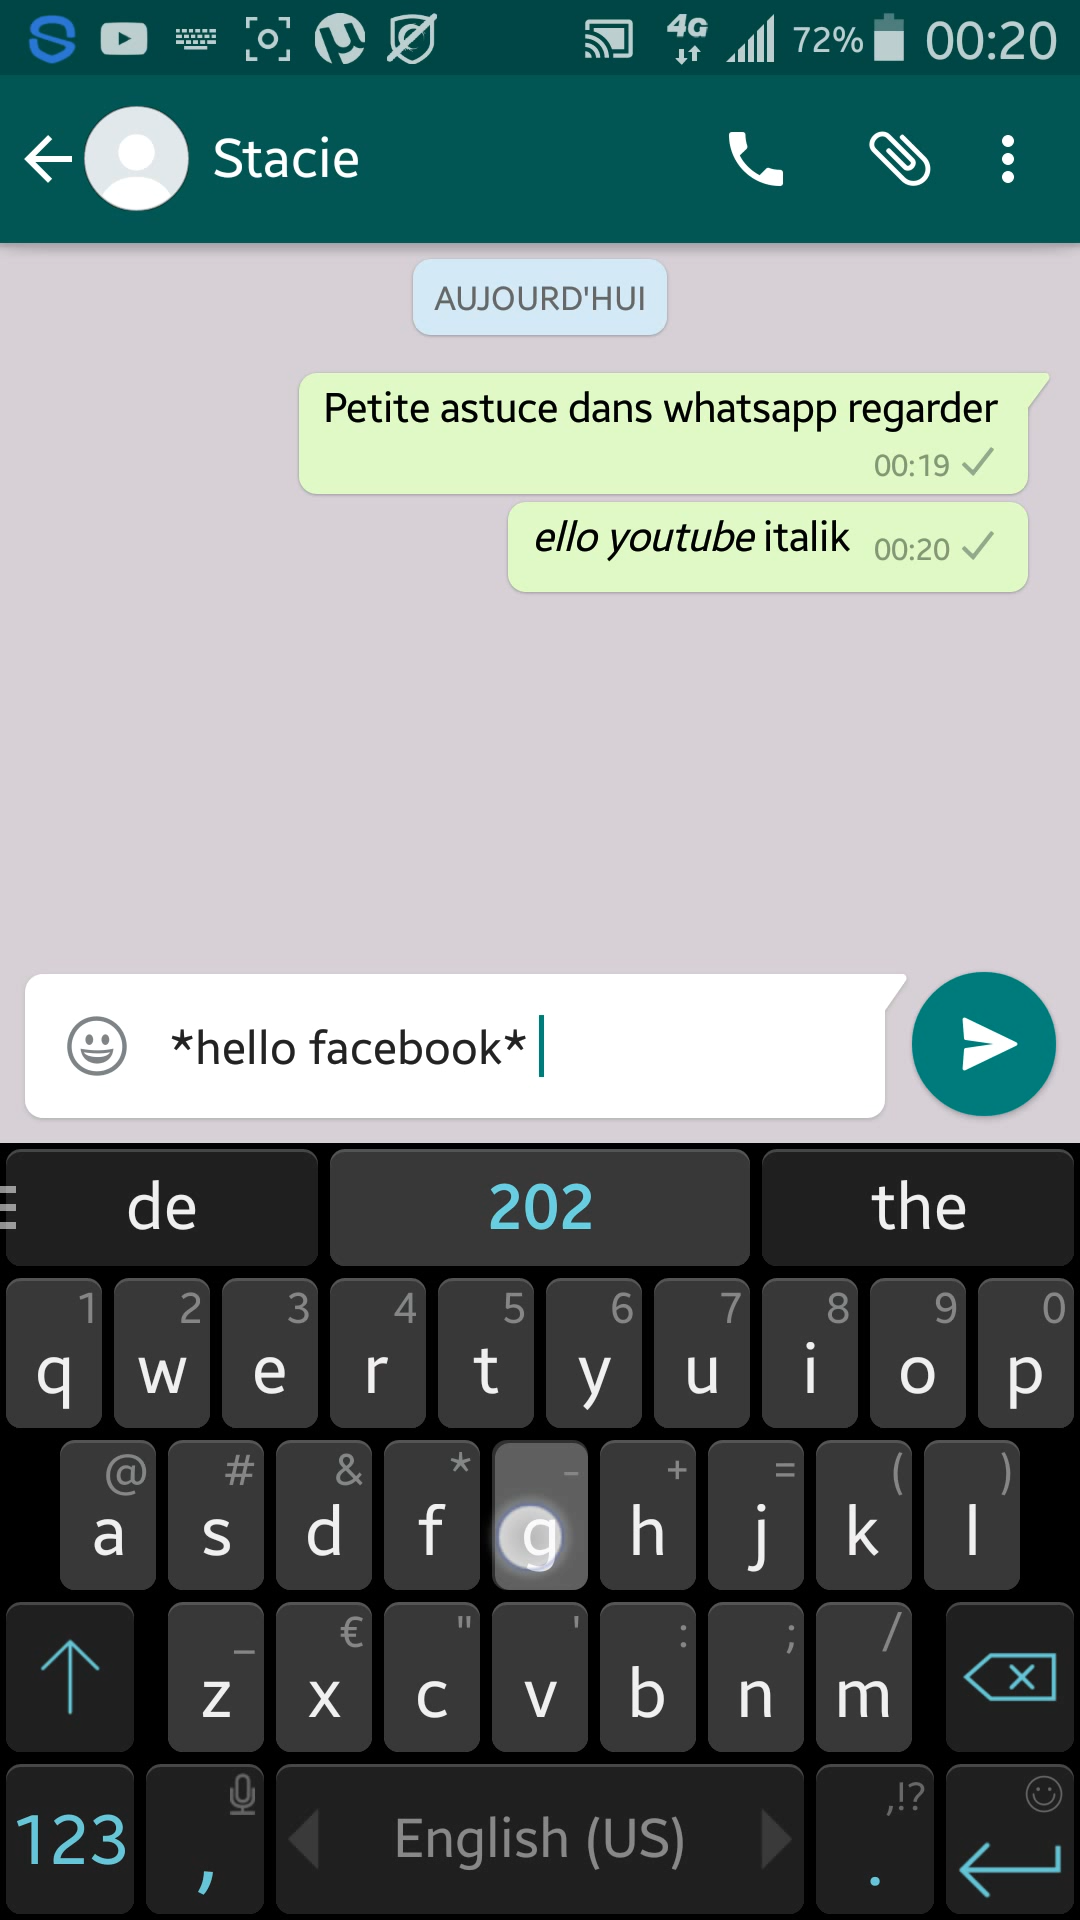 4G 72% 00:20
Stacie
AUJOURD'HUI
Petite astuce dans whatsapp regarder
00:19
ello youtube italik 00:20
*hello facebook*
de 202 the
1 2 3 4 5 6 7 8 9 0
q w e r t y u i o p
@ # & * - + = ( )
a s d f g h j k l
_ € " ' : ; /
z x c v b n m
,!?
123 , English (US) .